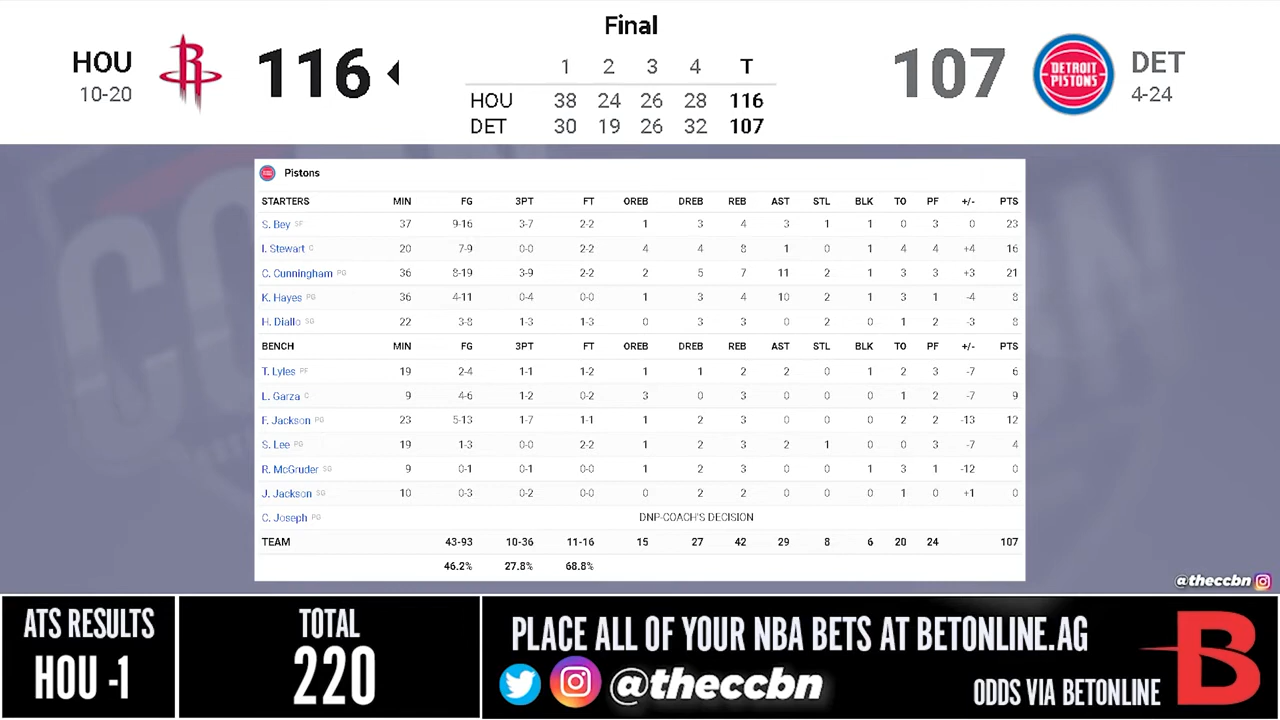 Final
HOU
10-20
116
1 2 3 4 T
HOU 38 24 26 28 116
DET 30 19 26 32 107
107
DETROIT PISTONS
DET
4-24
Pistons
STARTERS MIN FG 3PT FT OREB DREB REB AST STL BLK TO PF +/- PTS
S. Bey SF 37 9-16 3-7 2-2 1 3 4 3 1 1 0 3 0 23
I. Stewart C 20 7-9 0-0 2-2 4 4 8 1 0 1 4 4 +4 16
C. Cunningham PG 36 8-19 3-9 2-2 2 5 7 11 2 1 3 3 +3 21
K. Hayes PG 36 4-11 0-4 0-0 1 3 4 10 2 1 3 1 -4 8
H. Diallo SG 22 3-8 1-3 1-3 0 3 3 0 2 0 1 2 -3 8
BENCH MIN FG 3PT FT OREB DREB REB AST STL BLK TO PF +/- PTS
T. Lyles PF 19 2-4 1-1 1-2 1 1 2 2 0 1 2 3 -7 6
L. Garza C 9 4-6 1-2 0-2 3 0 3 0 0 0 1 2 -7 9
F. Jackson PG 23 5-13 1-7 1-1 1 2 3 0 0 0 2 2 -13 12
S. Lee PG 19 1-3 0-0 2-2 1 2 3 2 1 0 0 3 -7 4
R. McGruder SG 9 0-1 0-1 0-0 1 2 3 0 0 1 3 1 -12 0
J. Jackson SG 10 0-3 0-2 0-0 0 2 2 0 0 0 1 0 +1 0
C. Joseph PG DNP-COACH'S DECISION
TEAM 43-93 10-36 11-16 15 27 42 29 8 6 20 24 107
46.2% 27.8% 68.8%
@theccbn
ATS RESULTS
HOU -1
TOTAL
220
PLACE ALL OF YOUR NBA BETS AT BETONLINE.AG
@theccbn
ODDS VIA BETONLINE
B